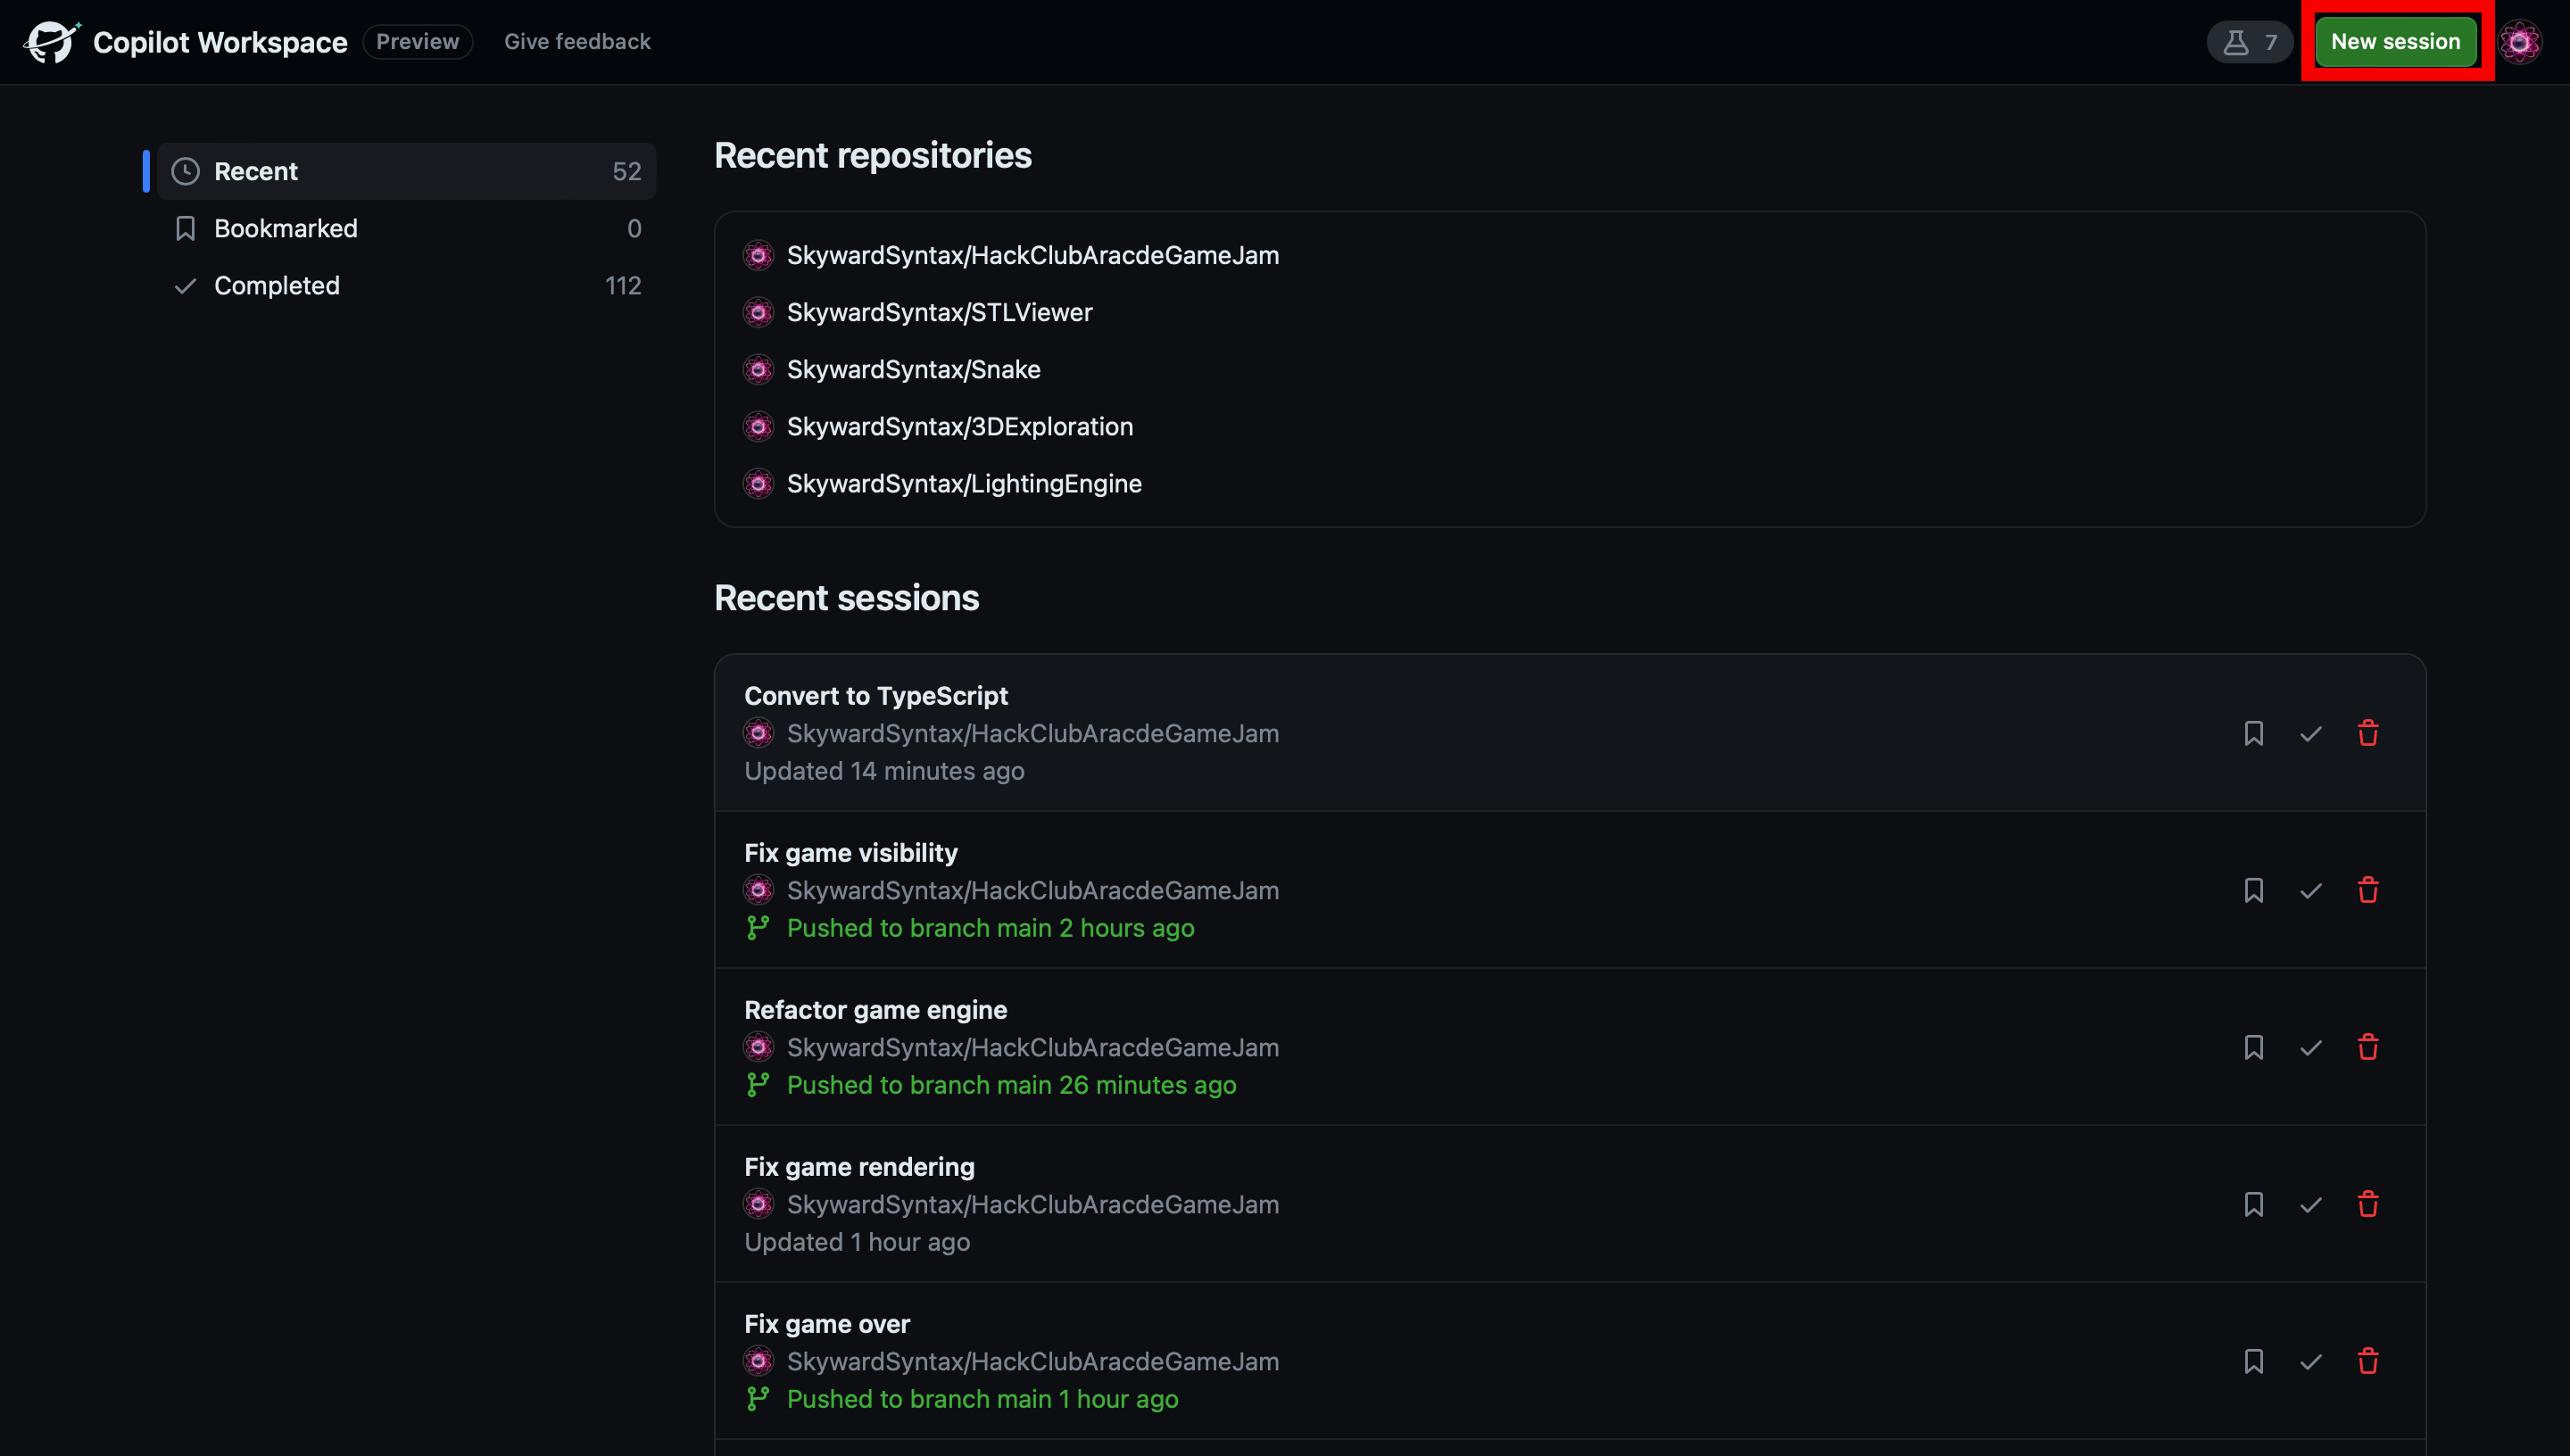 Copilot Workspace Preview Give feedback 7 New session
Recent 52
Bookmarked 0
Completed 112
Recent repositories
SkywardSyntax/HackClubAracdeGameJam
SkywardSyntax/STLViewer
SkywardSyntax/Snake
SkywardSyntax/3DExploration
SkywardSyntax/LightingEngine
Recent sessions
Convert to TypeScript
SkywardSyntax/HackClubAracdeGameJam
Updated 14 minutes ago
Fix game visibility
SkywardSyntax/HackClubAracdeGameJam
Pushed to branch main 2 hours ago
Refactor game engine
SkywardSyntax/HackClubAracdeGameJam
Pushed to branch main 26 minutes ago
Fix game rendering
SkywardSyntax/HackClubAracdeGameJam
Updated 1 hour ago
Fix game over
SkywardSyntax/HackClubAracdeGameJam
Pushed to branch main 1 hour ago